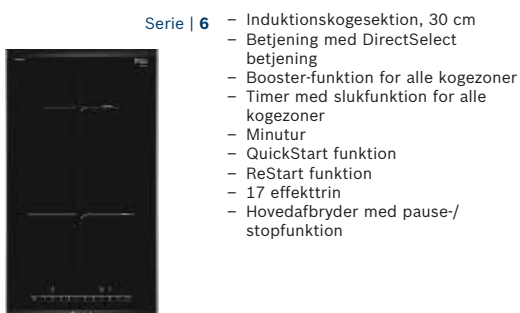 Serie | 6
– Induktionskogesektion, 30 cm
– Betjening med DirectSelect
betjening
– Booster-funktion for alle kogezoner
– Timer med slukfunktion for alle
kogezoner
– Minutur
– QuickStart funktion
– ReStart funktion
– 17 effekttrin
– Hovedafbryder med pause-/
stopfunktion